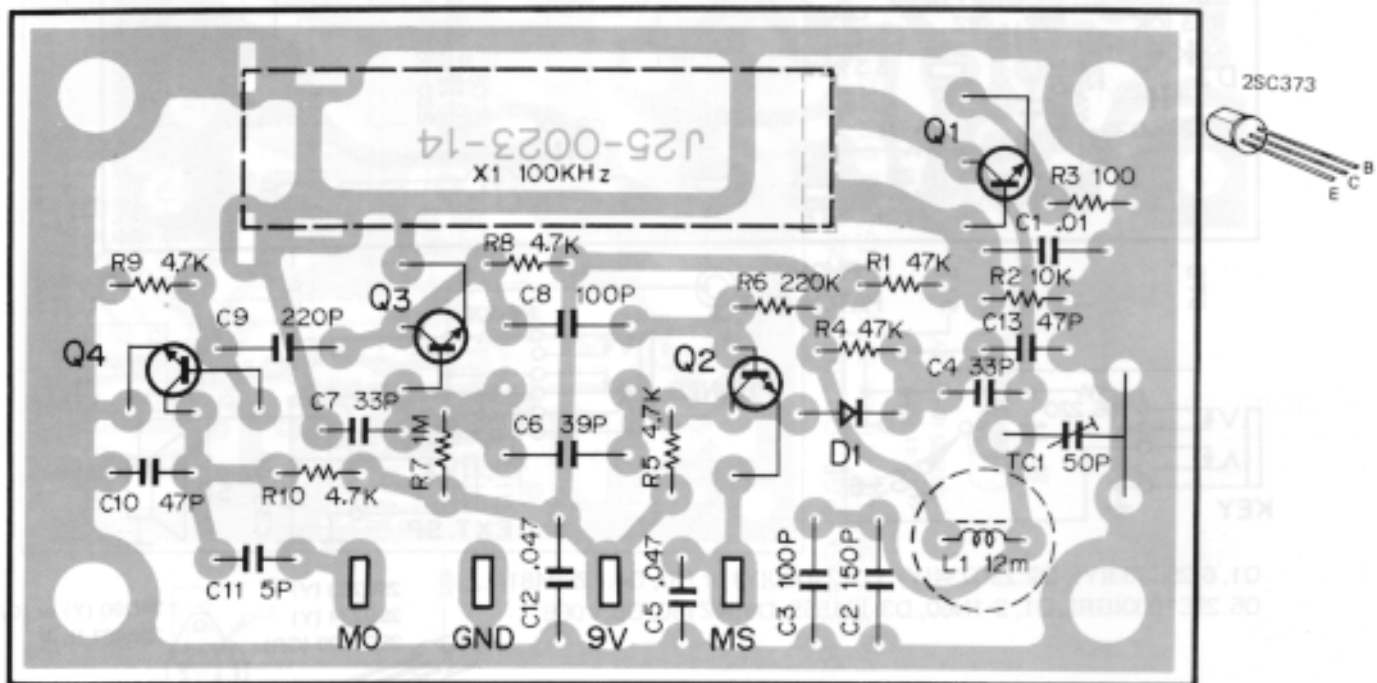 2SC373
B
C
E
Q1
J25-0023-14
X1 100KHz
R3 100
C1 .01
R8 4.7K
R9 4.7K
R1 47K
R6 220K
R2 10K
C8 100P
Q3
C9 220P
R4 47K
C13 47P
Q4
Q2
C4 33P
C7 33P
R7 1M
C6 39P
R5 4.7K
D1
TC1 50P
C10 47P
R10 4.7K
KEY
EXT.SP
L1 12m
C11 5P
C12 .047
C5 .047
C3 100P
C2 150P
MO
GND
9V
MS